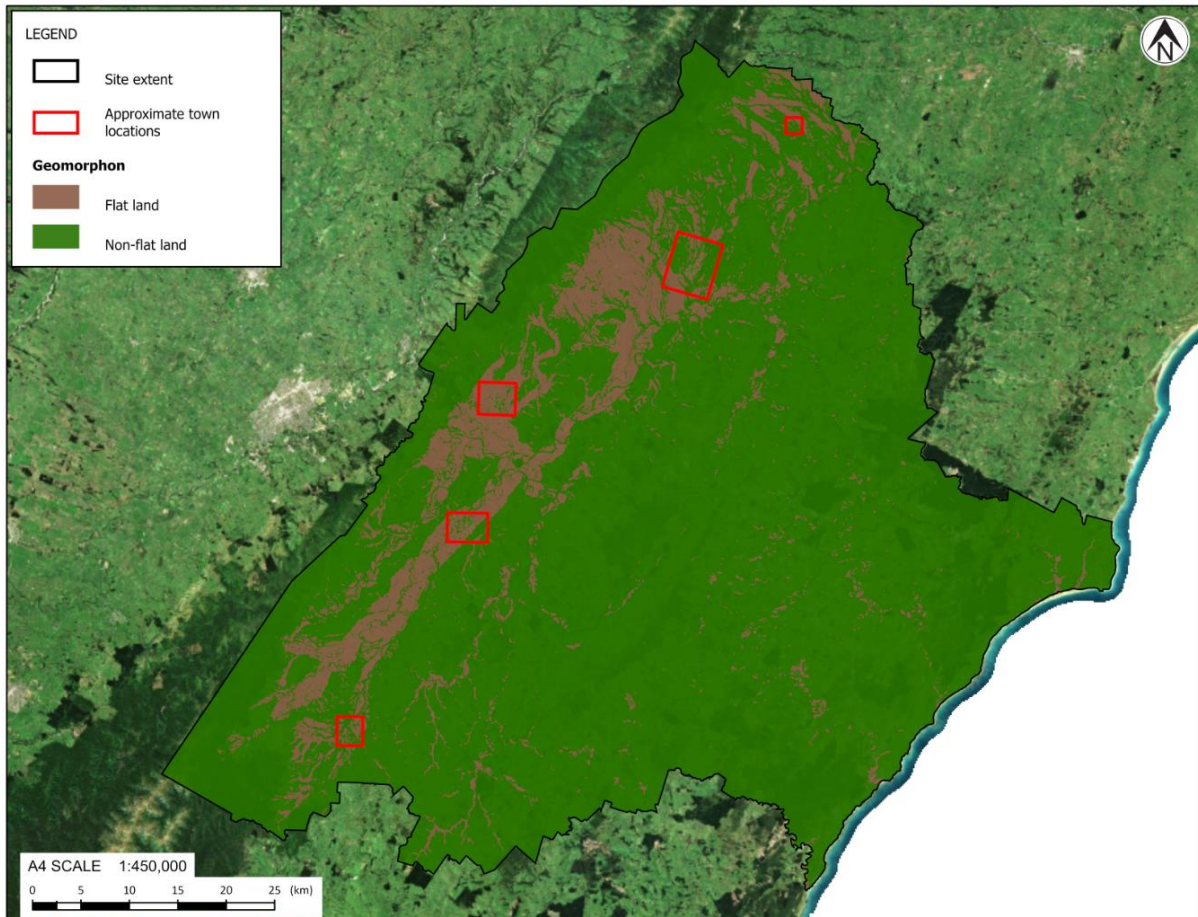 LEGEND
Site extent
Approximate town
locations
Geomorphon
Flat land
Non-flat land
N
A4 SCALE 1:450,000
0 5 10 15 20 25 (km)